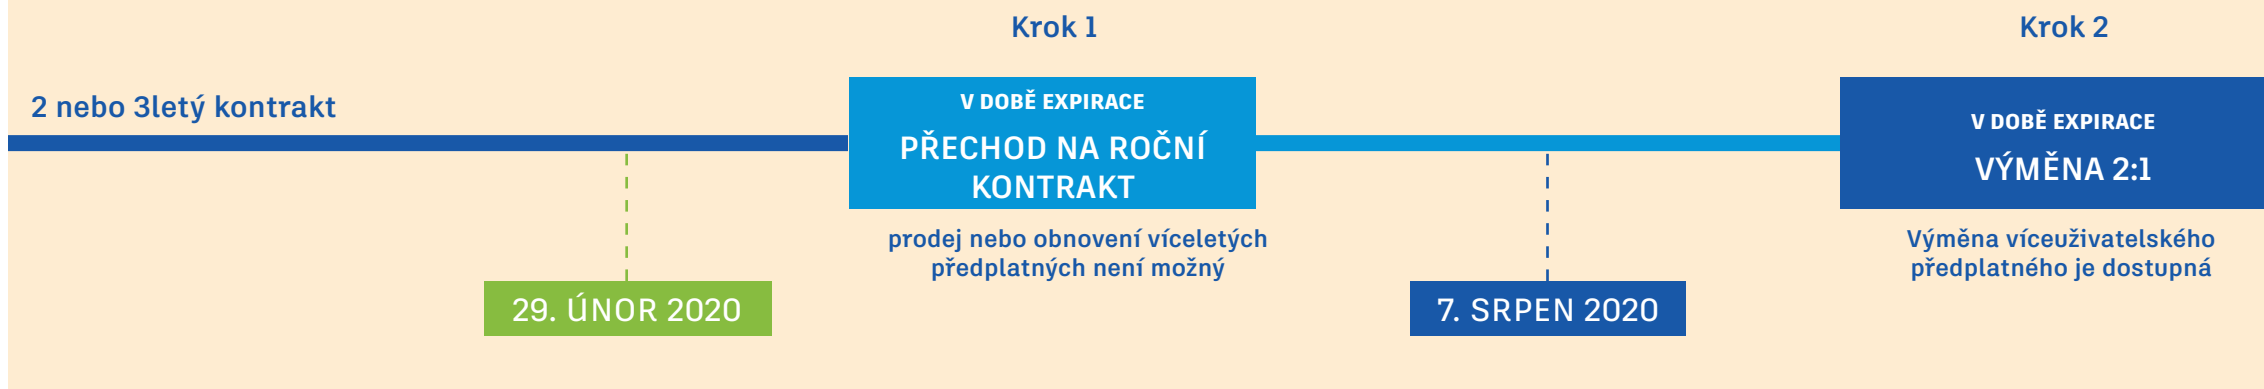 Krok 1
Krok 2
2 nebo 3letý kontrakt
V DOBĚ EXPIRACE
PŘECHOD NA ROČNÍ
KONTRAKT
V DOBĚ EXPIRACE
VÝMĚNA 2:1
prodej nebo obnovení víceletých
předplatných není možný
Výměna víceuživatelského
předplatného je dostupná
29. ÚNOR 2020
7. SRPEN 2020